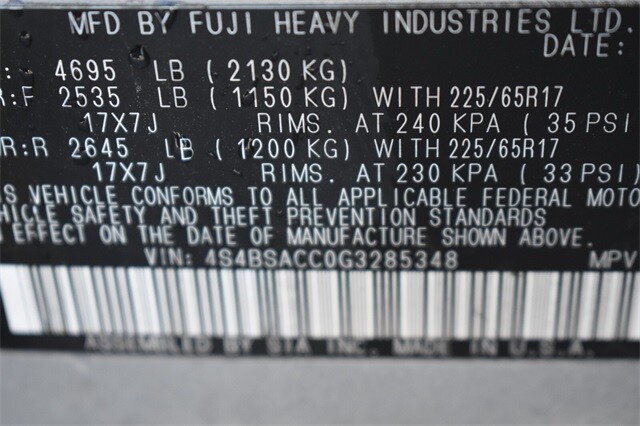 MFD BY FUJI HEAVY INDUSTRIES LTD.
DATE:
: 4695 LB (2130 KG)
R:F 2535 LB (1150 KG) WITH 225/65R17
17X7J RIMS. AT 240 KPA ( 35 PSI
R:R 2645 LB (1200 KG) WITH 225/65R17
17X7J RIMS. AT 230 KPA ( 33 PSI)
IS VEHICLE CONFORMS TO ALL APPLICABLE FEDERAL MOTO
HICLE SAFETY AND THEFT PREVENTION STANDARDS
EFFECT ON THE DATE OF MANUFACTURE SHOWN ABOVE.
VIN: 4S4BSACC0G3285348 MPV
ASSEMBLED BY SIA INC. MADE IN U.S.A.